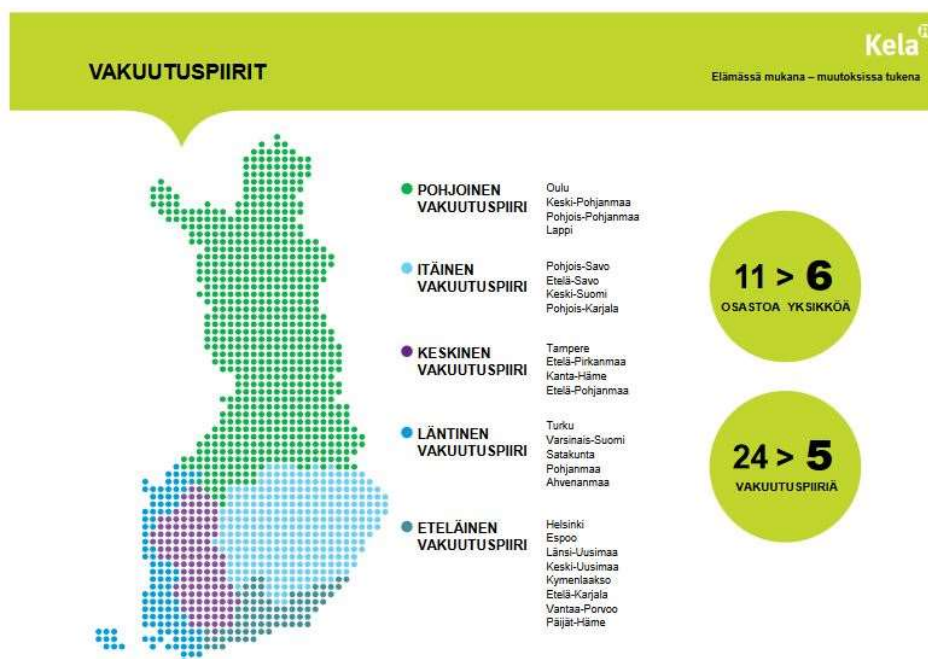 VAKUUTUSPIIRIT
Kela
Elämässä mukana – muutoksissa tukena
POHJOINEN
VAKUUTUSPIIRI
Oulu
Keski-Pohjanmaa
Pohjois-Pohjanmaa
Lappi
ITÄINEN
VAKUUTUSPIIRI
Pohjois-Savo
Etelä-Savo
Keski-Suomi
Pohjois-Karjala
KESKINEN
VAKUUTUSPIIRI
Tampere
Etelä-Pirkanmaa
Kanta-Häme
Etelä-Pohjanmaa
LÄNTINEN
VAKUUTUSPIIRI
Turku
Varsinais-Suomi
Satakunta
Pohjanmaa
Ahvenanmaa
ETELÄINEN
VAKUUTUSPIIRI
Helsinki
Espoo
Länsi-Uusimaa
Keski-Uusimaa
Kymenlaakso
Etelä-Karjala
Vantaa-Porvoo
Päijät-Häme
11 > 6
OSASTOA YKSIKKÖÄ
24 > 5
VAKUUTUSPIIRIÄ